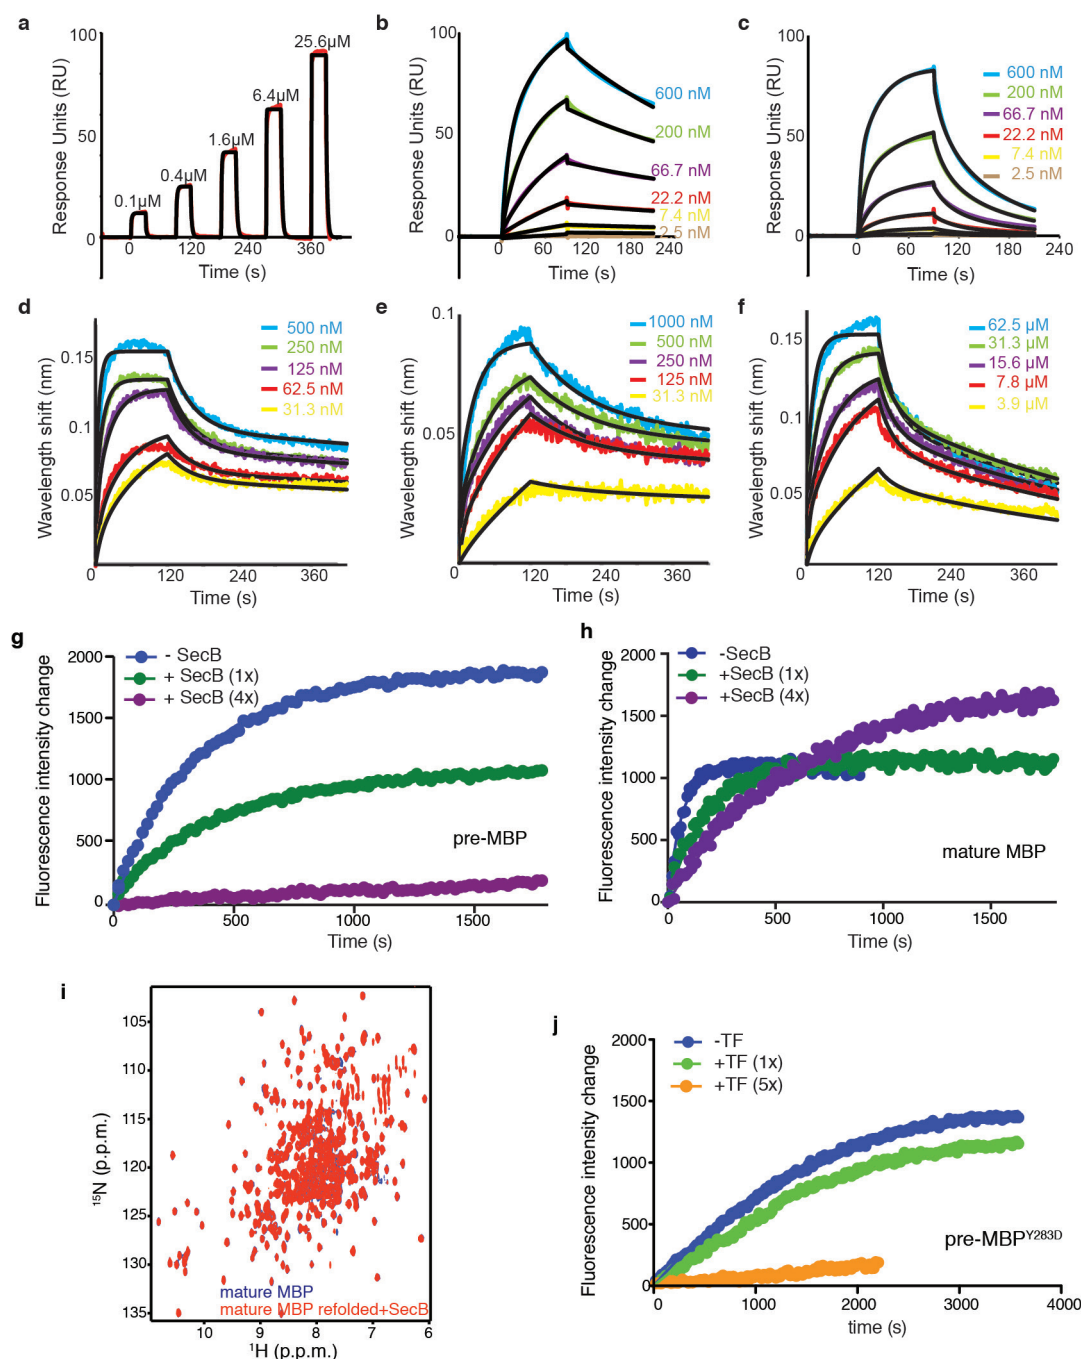 a
Response Units (RU)
100
50
0
0.1µM
0.4µM
1.6µM
6.4µM
25.6µM
0 120 240 360
Time (s)
b
Response Units (RU)
100
50
0
600 nM
200 nM
66.7 nM
22.2 nM
7.4 nM
2.5 nM
0 60 120 180 240
Time (s)
c
Response Units (RU)
100
50
0
600 nM
200 nM
66.7 nM
22.2 nM
7.4 nM
2.5 nM
0 60 120 180 240
Time (s)
d
Wavelength shift (nm)
0.15
0.1
0.05
500 nM
250 nM
125 nM
62.5 nM
31.3 nM
0 120 240 360
Time (s)
e
Wavelength shift (nm)
0.1
0.05
1000 nM
500 nM
250 nM
125 nM
31.3 nM
0 120 240 360
Time (s)
f
Wavelength shift (nm)
0.15
0.1
0.05
62.5 µM
31.3 µM
15.6 µM
7.8 µM
3.9 µM
0 120 240 360
Time (s)
g
Fluorescence intensity change
2000
1500
1000
500
0
- SecB
+ SecB (1x)
+ SecB (4x)
pre-MBP
0 500 1000 1500
Time (s)
h
Fluorescence intensity change
2000
1500
1000
500
0
-SecB
+SecB (1x)
+SecB (4x)
mature MBP
0 500 1000 1500
Time (s)
i
15N (p.p.m.)
105
110
115
120
125
130
135
mature MBP
mature MBP refolded+SecB
10 9 8 7 6
1H (p.p.m.)
j
Fluorescence intensity change
2000
1500
1000
500
0
-TF
+TF (1x)
+TF (5x)
pre-MBPY283D
0 1000 2000 3000 4000
time (s)